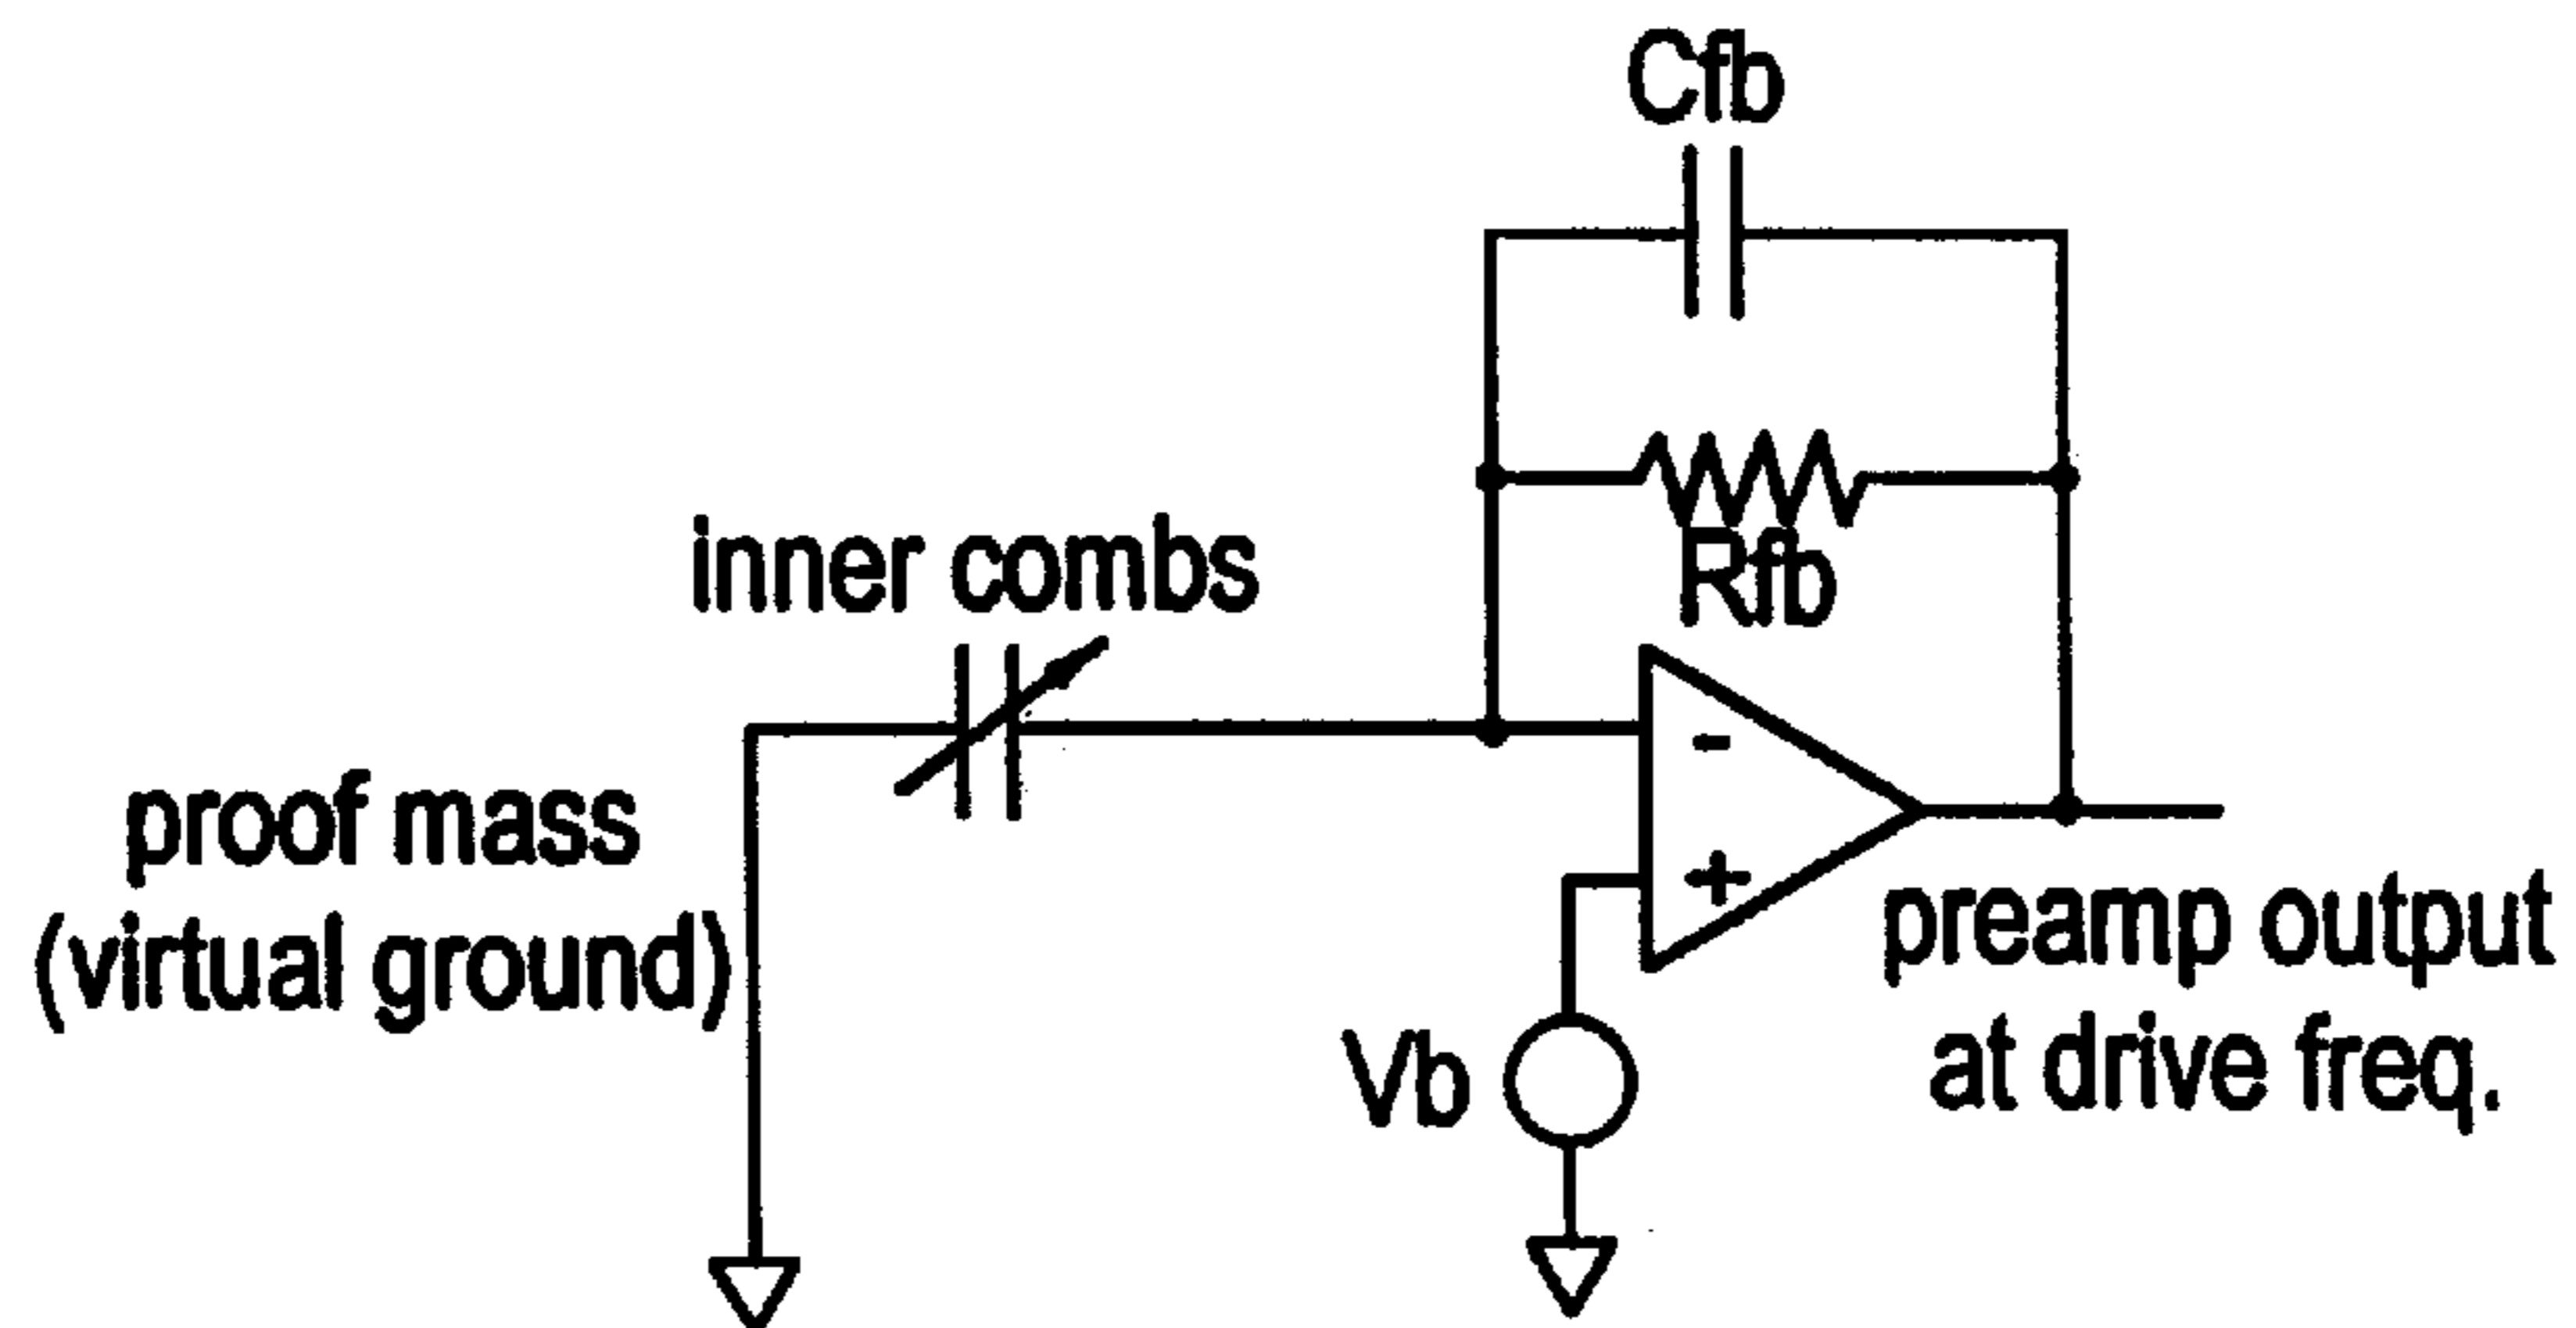 Cfb
Rfb
inner combs
proof mass
(virtual ground)
-
+
Vb
preamp output
at drive freq.